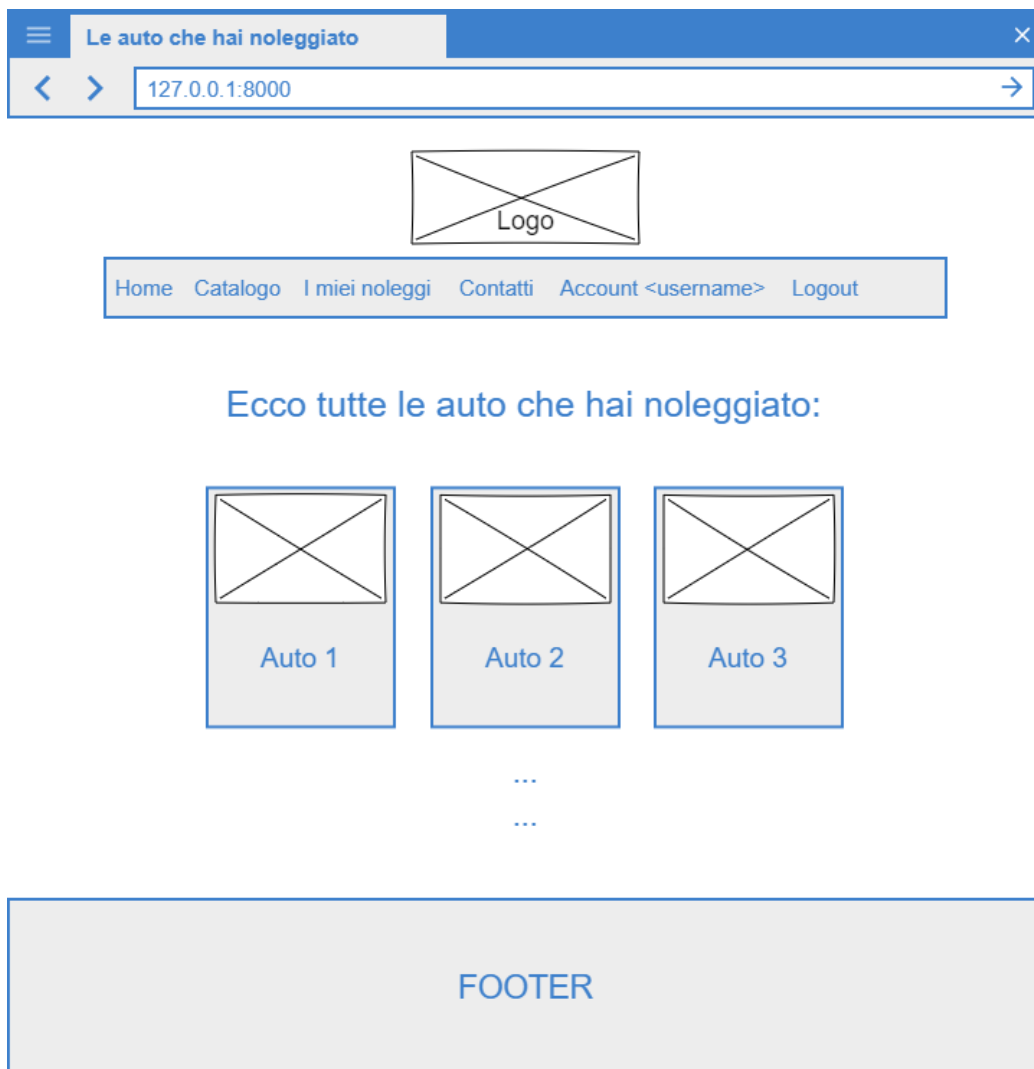 Le auto che hai noleggiato
127.0.0.1:8000
Logo
Home Catalogo I miei noleggi Contatti Account <username> Logout
Ecco tutte le auto che hai noleggiato:
Auto 1 Auto 2 Auto 3
...
...
FOOTER